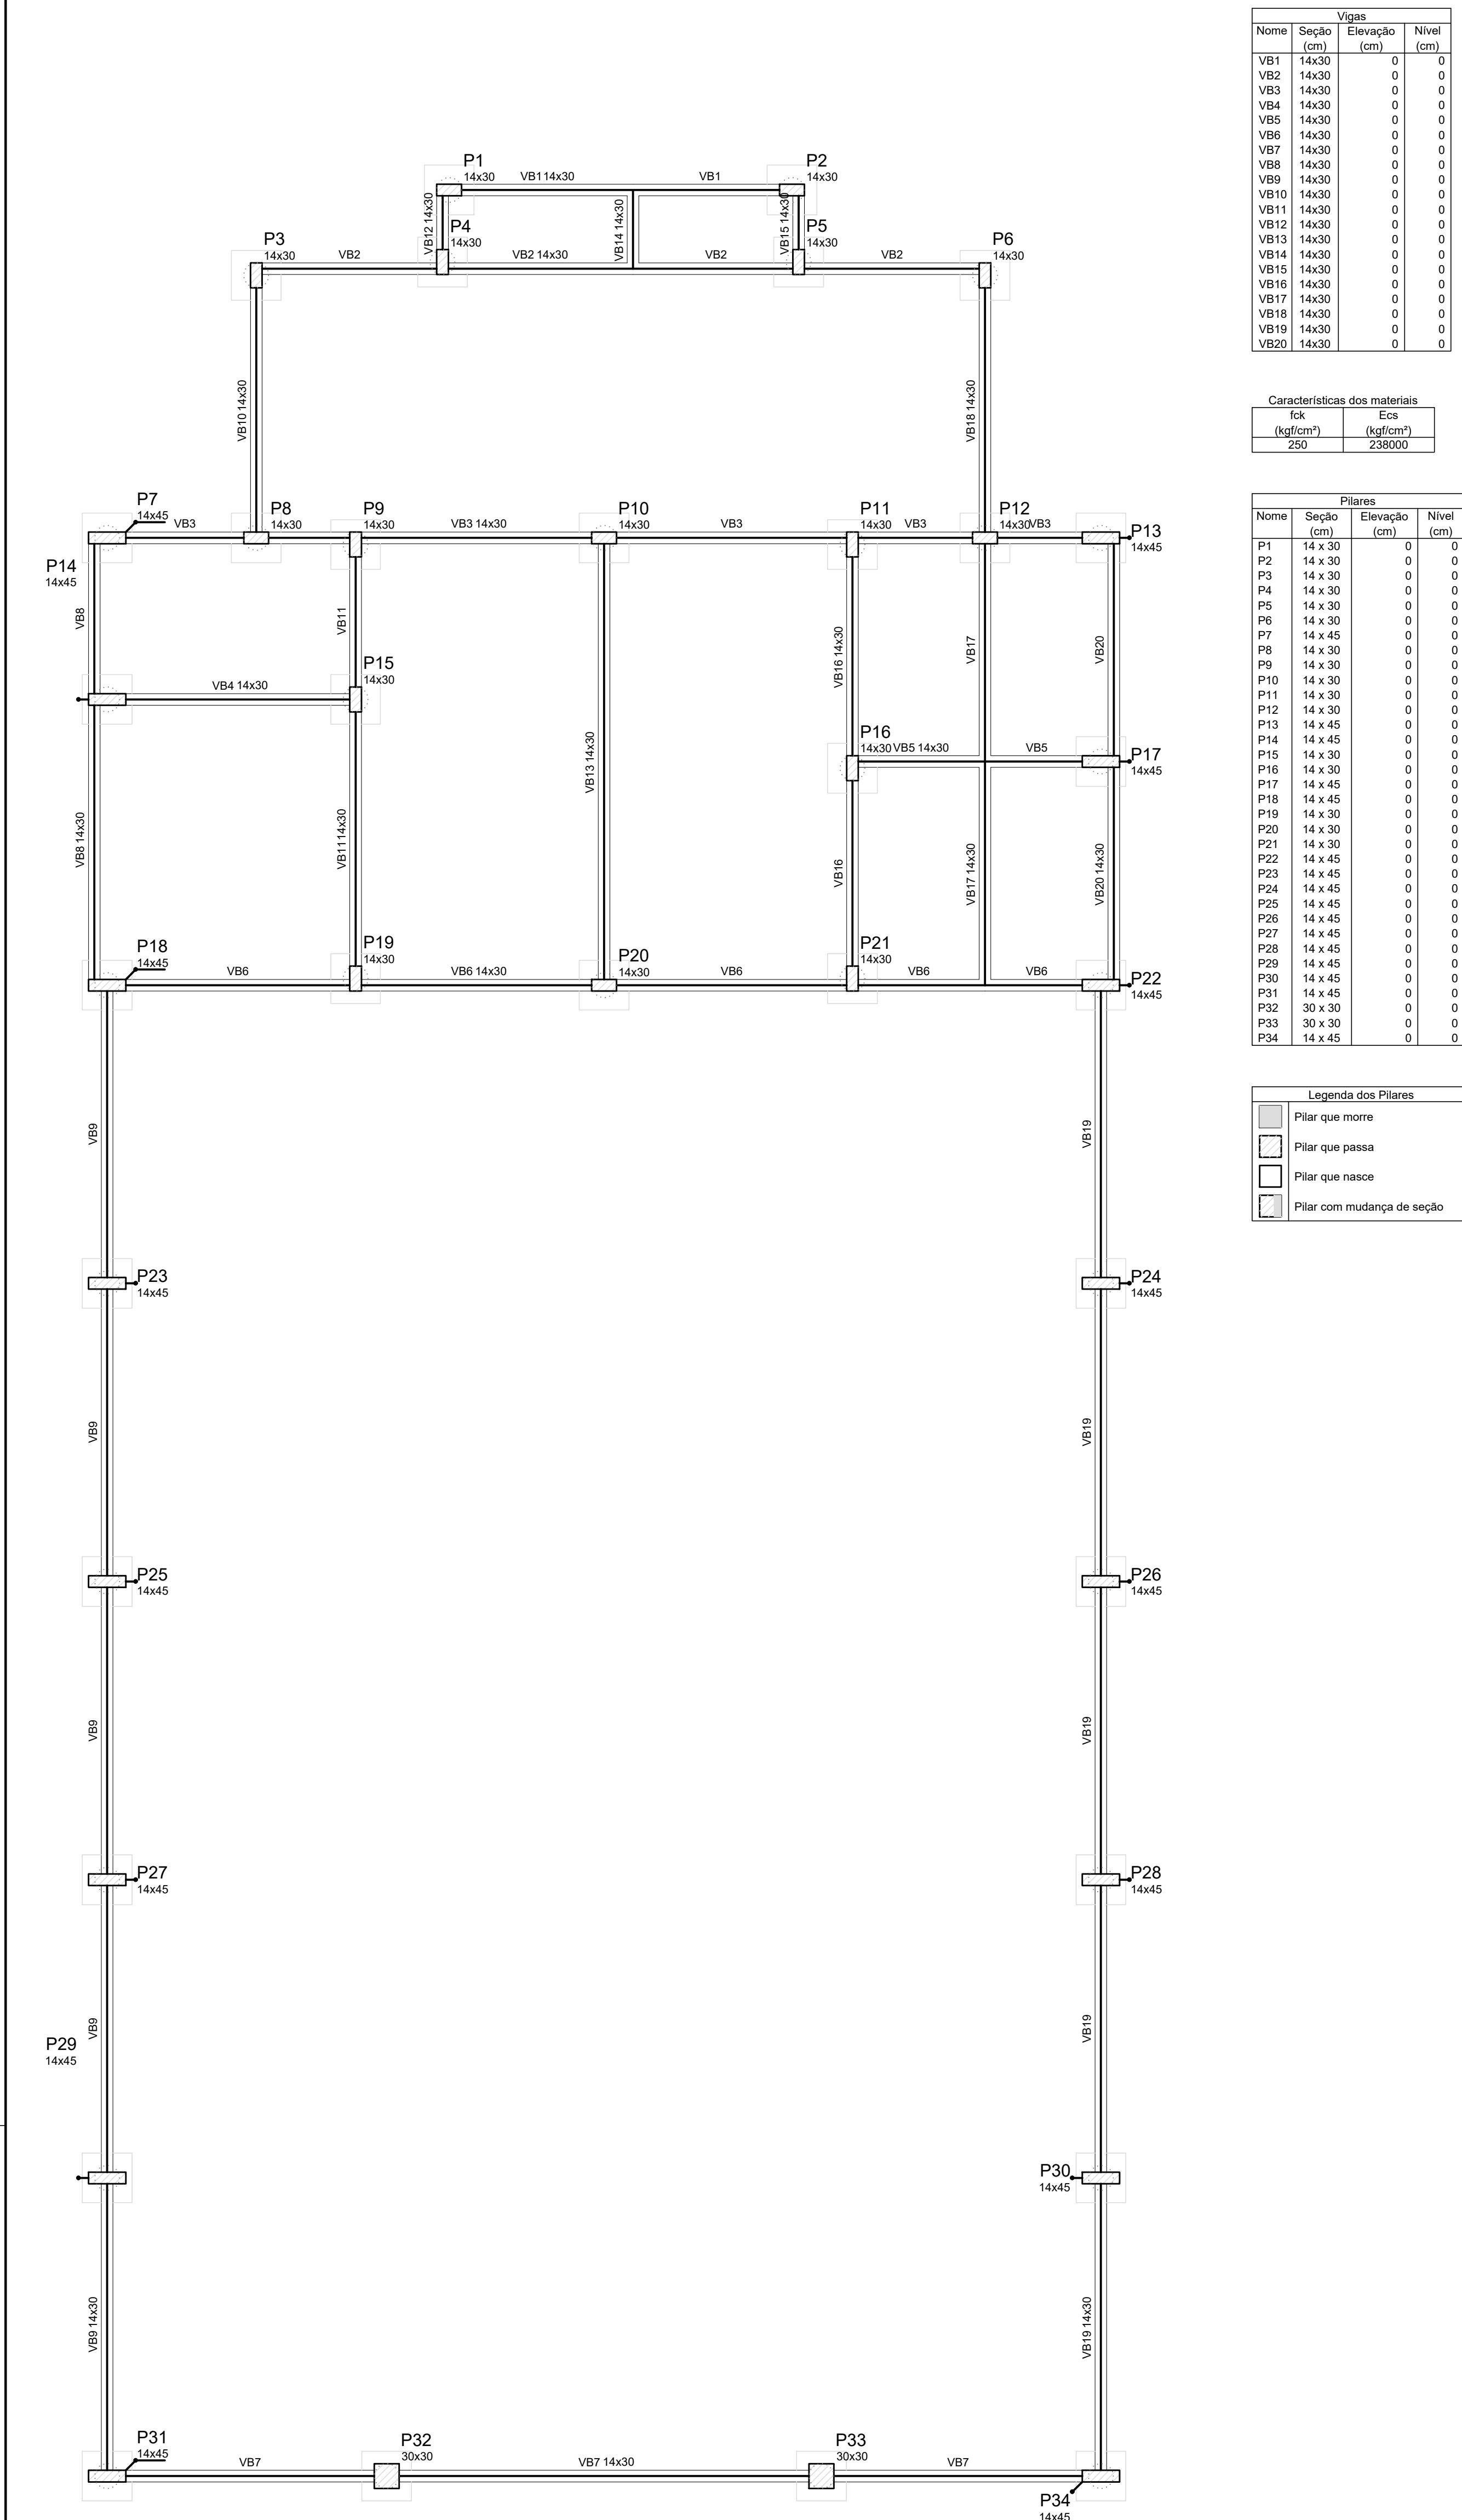 Vigas
Nome Seção Elevação Nível
(cm) (cm) (cm)
VB1 14x30 0 0
VB2 14x30 0 0
VB3 14x30 0 0
VB4 14x30 0 0
VB5 14x30 0 0
VB6 14x30 0 0
VB7 14x30 0 0
VB8 14x30 0 0
VB9 14x30 0 0
VB10 14x30 0 0
VB11 14x30 0 0
VB12 14x30 0 0
VB13 14x30 0 0
VB14 14x30 0 0
VB15 14x30 0 0
VB16 14x30 0 0
VB17 14x30 0 0
VB18 14x30 0 0
VB19 14x30 0 0
VB20 14x30 0 0
Características dos materiais
fck Ecs
(kgf/cm²) (kgf/cm²)
250 238000
Pilares
Nome Seção Elevação Nível
(cm) (cm) (cm)
P1 14 x 30 0 0
P2 14 x 30 0 0
P3 14 x 30 0 0
P4 14 x 30 0 0
P5 14 x 30 0 0
P6 14 x 30 0 0
P7 14 x 45 0 0
P8 14 x 30 0 0
P9 14 x 30 0 0
P10 14 x 30 0 0
P11 14 x 30 0 0
P12 14 x 30 0 0
P13 14 x 45 0 0
P14 14 x 45 0 0
P15 14 x 30 0 0
P16 14 x 30 0 0
P17 14 x 45 0 0
P18 14 x 45 0 0
P19 14 x 30 0 0
P20 14 x 30 0 0
P21 14 x 30 0 0
P22 14 x 45 0 0
P23 14 x 45 0 0
P24 14 x 45 0 0
P25 14 x 45 0 0
P26 14 x 45 0 0
P27 14 x 45 0 0
P28 14 x 45 0 0
P29 14 x 45 0 0
P30 14 x 45 0 0
P31 14 x 45 0 0
P32 30 x 30 0 0
P33 30 x 30 0 0
P34 14 x 45 0 0
Legenda dos Pilares
Pilar que morre
Pilar que passa
Pilar que nasce
Pilar com mudança de seção
P1
14x30
VB1 14x30
VB1
P2
14x30
VB12 14x30
VB14 14x30
VB15 14x30
P3
14x30
VB2
P4
14x30
VB2 14x30
VB2
P5
14x30
VB2
P6
14x30
VB10 14x30
VB18 14x30
P7
14x45
VB3
P8
14x30
P9
14x30
VB3 14x30
P10
14x30
VB3
P11
14x30
VB3
P12
14x30
VB3
P13
14x45
P14
14x45
VB8
VB11
VB16 14x30
VB17
VB20
VB4 14x30
P15
14x30
VB13 14x30
P16
14x30
VB5 14x30
VB5
P17
14x45
VB8 14x30
VB11 14x30
VB16
VB17 14x30
VB20 14x30
P18
14x45
VB6
P19
14x30
VB6 14x30
P20
14x30
VB6
P21
14x30
VB6
VB6
P22
14x45
VB9
VB19
P23
14x45
P24
14x45
VB9
VB19
P25
14x45
P26
14x45
VB9
VB19
P27
14x45
P28
14x45
VB9
VB19
P29
14x45
P30
14x45
VB9 14x30
VB19 14x30
P31
14x45
VB7
P32
30x30
VB7 14x30
P33
30x30
VB7
P34
14x45